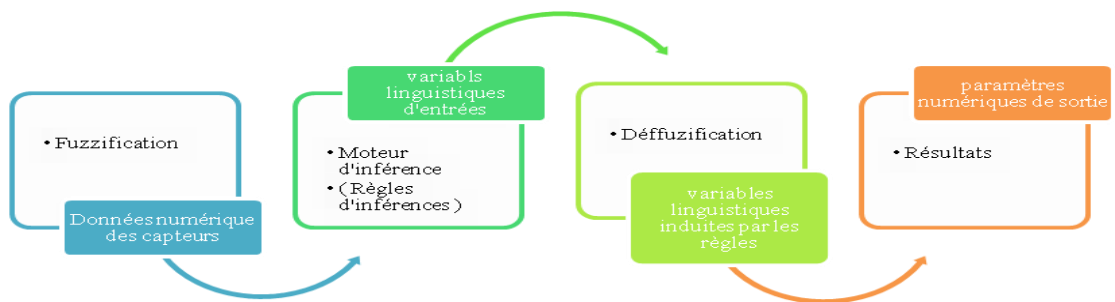 • Fuzzification
Données numérique
des capteurs
variabls
linguistiques
d'entrées
• Moteur
d'inférence
• (Règles
d'inférences)
• Déffuzification
variables
linguistiques
induites par les
règles
paramètres
numériques de sortie
• Résultats